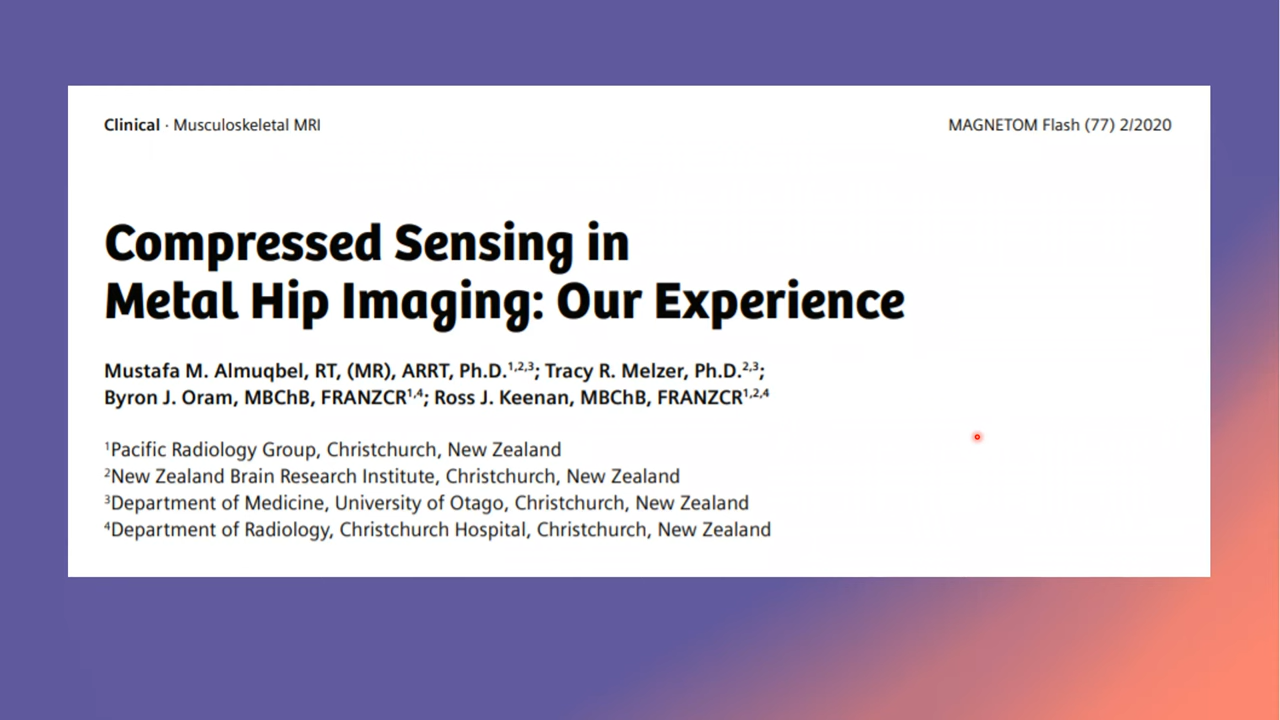 Clinical · Musculoskeletal MRI
MAGNETOM Flash (77) 2/2020
Compressed Sensing in
Metal Hip Imaging: Our Experience
Mustafa M. Almuqbel, RT, (MR), ARRT, Ph.D.1,2,3; Tracy R. Melzer, Ph.D.2,3;
Byron J. Oram, MBChB, FRANZCR1,4; Ross J. Keenan, MBChB, FRANZCR1,2,4
1Pacific Radiology Group, Christchurch, New Zealand
2New Zealand Brain Research Institute, Christchurch, New Zealand
3Department of Medicine, University of Otago, Christchurch, New Zealand
4Department of Radiology, Christchurch Hospital, Christchurch, New Zealand